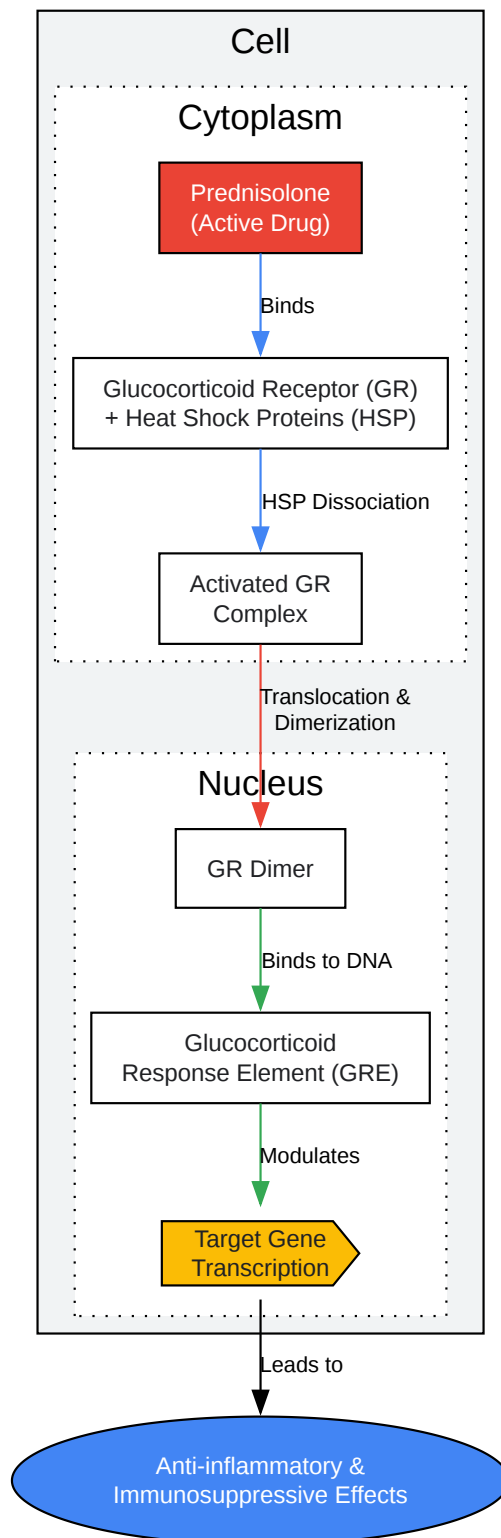 Cell
Cytoplasm
Prednisolone
(Active Drug)
Binds
Glucocorticoid Receptor (GR)
+ Heat Shock Proteins (HSP)
HSP Dissociation
Activated GR
Complex
Translocation &
Dimerization
Nucleus
GR Dimer
Binds to DNA
Glucocorticoid
Response Element (GRE)
Modulates
Target Gene
Transcription
Leads to
Anti-inflammatory &
Immunosuppressive Effects